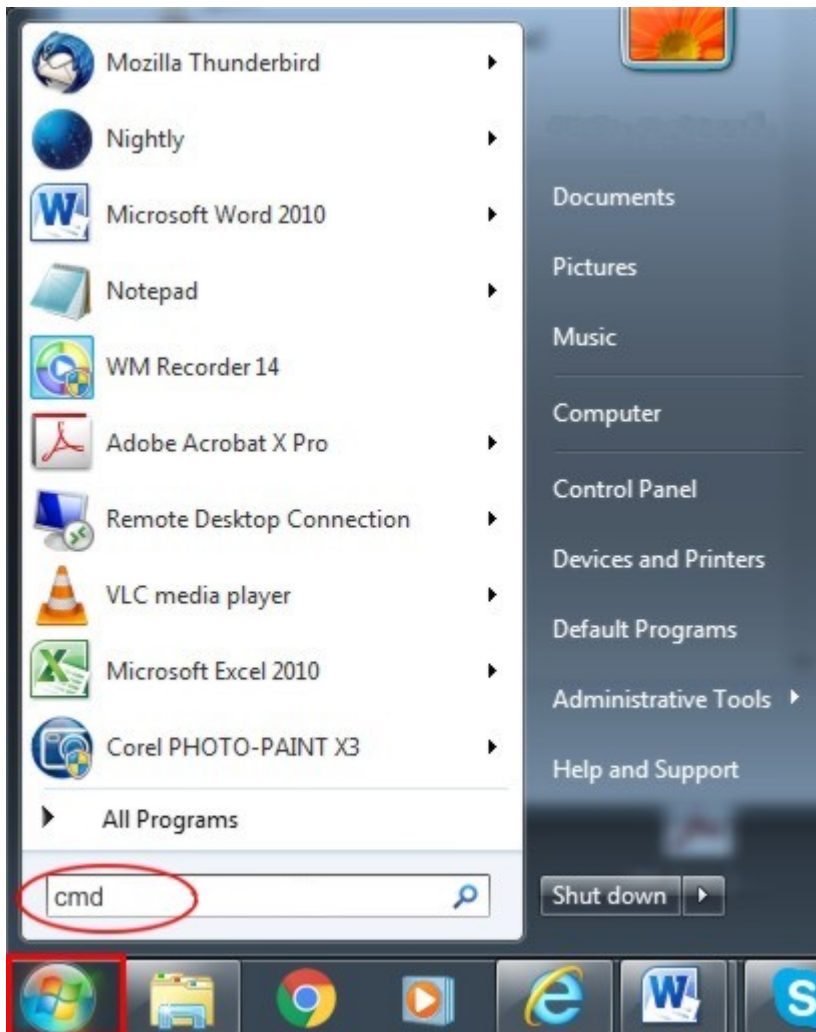 Mozilla Thunderbird
Nightly
Microsoft Word 2010
Notepad
WM Recorder 14
Adobe Acrobat X Pro
Remote Desktop Connection
VLC media player
Microsoft Excel 2010
Corel PHOTO-PAINT X3
All Programs
cmd
Documents
Pictures
Music
Computer
Control Panel
Devices and Printers
Default Programs
Administrative Tools
Help and Support
Shut down